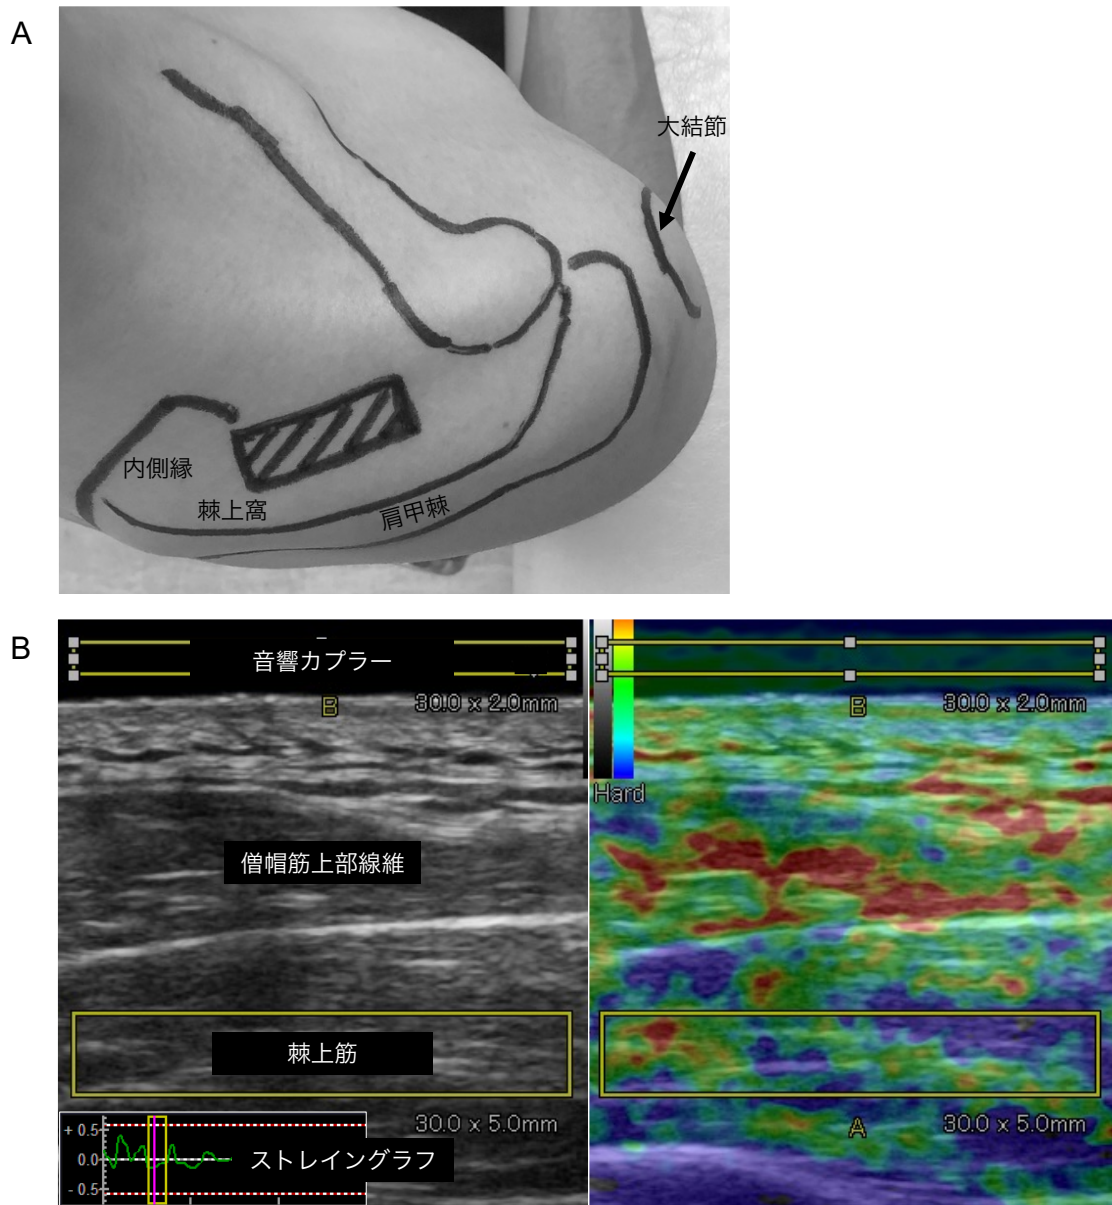 A
大結節
内側縁
棘上窩
肩甲棘
B
音響カプラー
B
30.0 x 2.0mm
B
30.0 x 2.0mm
Hard
僧帽筋上部線維
棘上筋
30.0 x 5.0mm
A
30.0 x 5.0mm
+ 0.5
0.0
- 0.5
ストレイングラフ